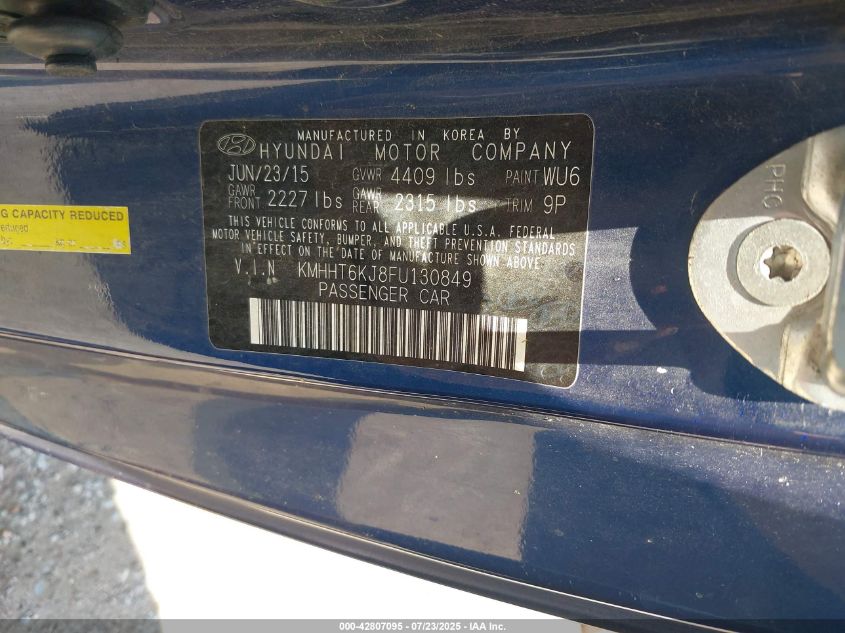 MANUFACTURED IN KOREA BY
HYUNDAI MOTOR COMPANY
JUN/23/15 GVWR 4409 lbs PAINT WU6
GAWR FRONT 2227 lbs GAWR REAR 2315 lbs TRIM 9P
THIS VEHICLE CONFORMS TO ALL APPLICABLE U.S.A. FEDERAL
MOTOR VEHICLE SAFETY, BUMPER, AND THEFT PREVENTION STANDARDS
IN EFFECT ON THE DATE OF MANUFACTURE SHOWN ABOVE.
V.I.N KMHHT6KJ8FU130849
PASSENGER CAR
G CAPACITY REDUCED
PHG
000-42807095 - 07/23/2025 - IAA Inc.